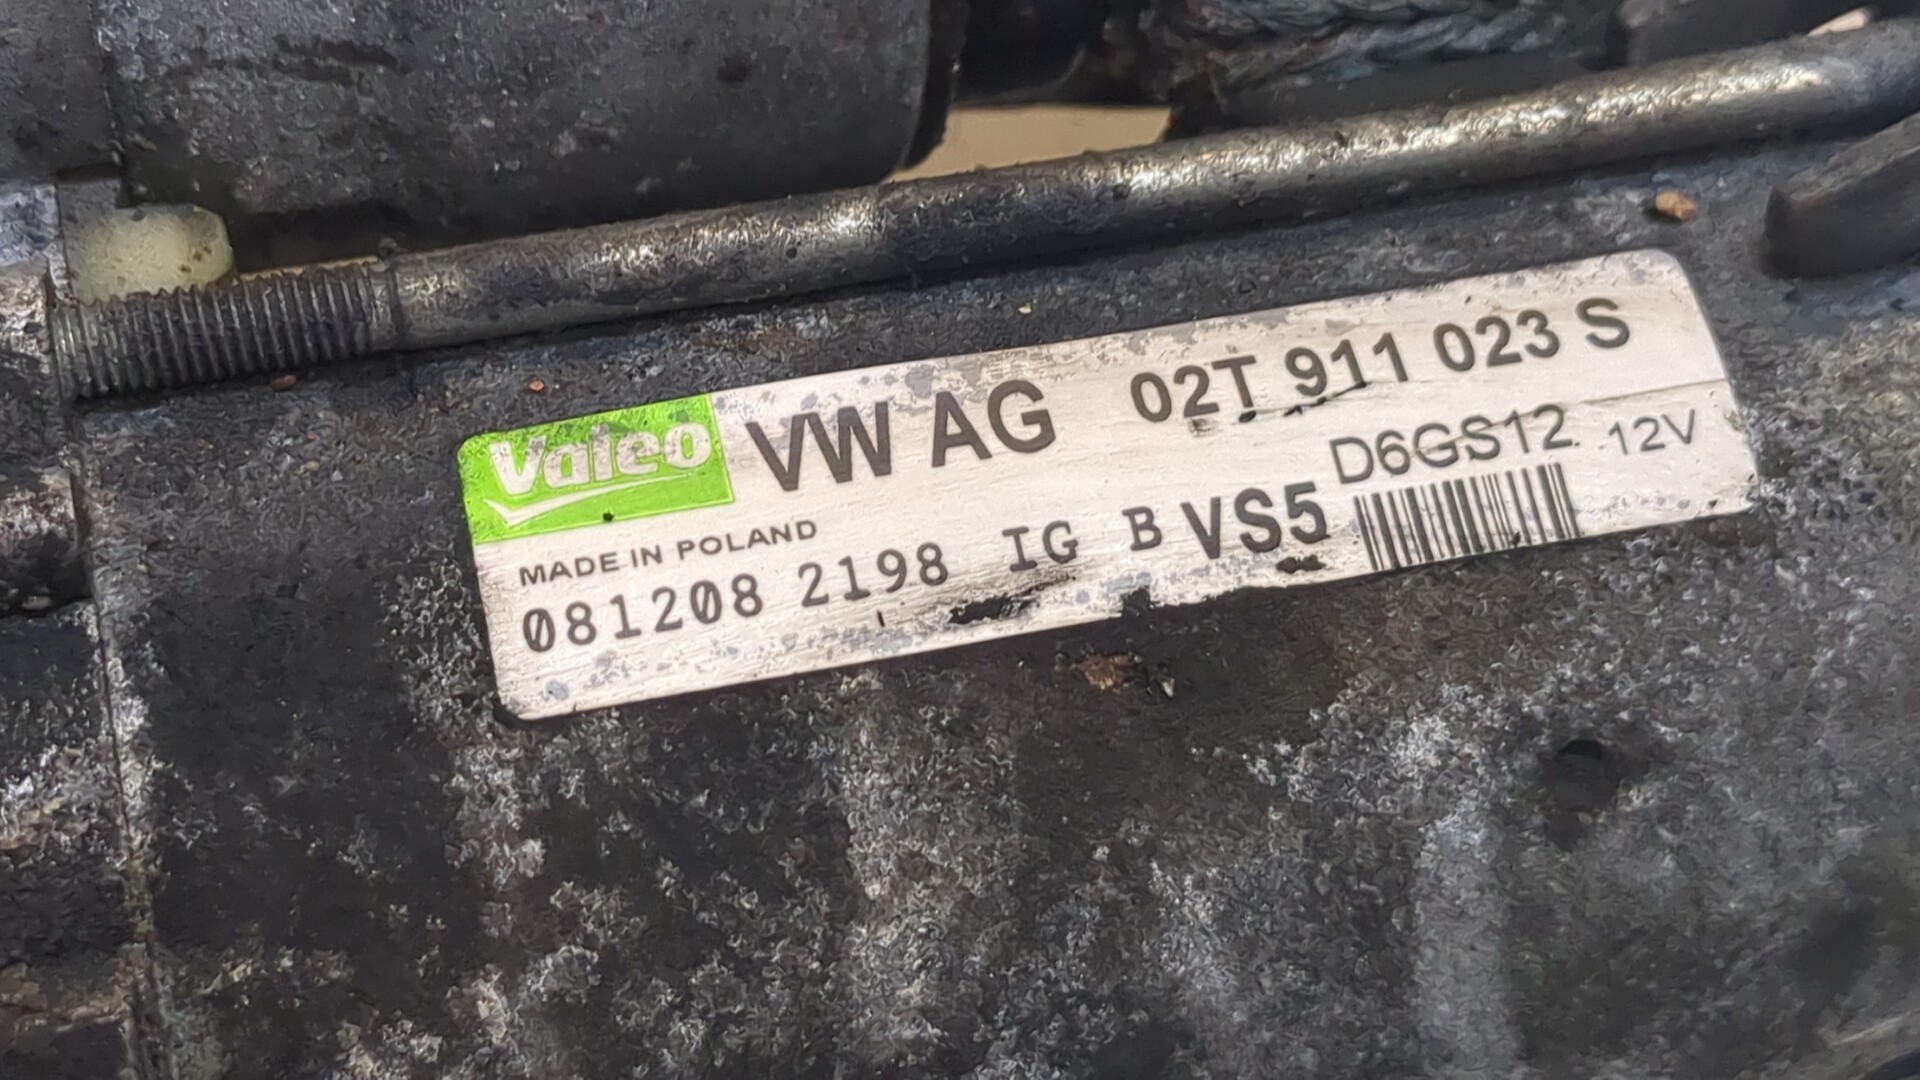 Valeo VW AG 02T 911 023 S
D6GS12 12V
MADE IN POLAND
081208 2198 IG B VS5